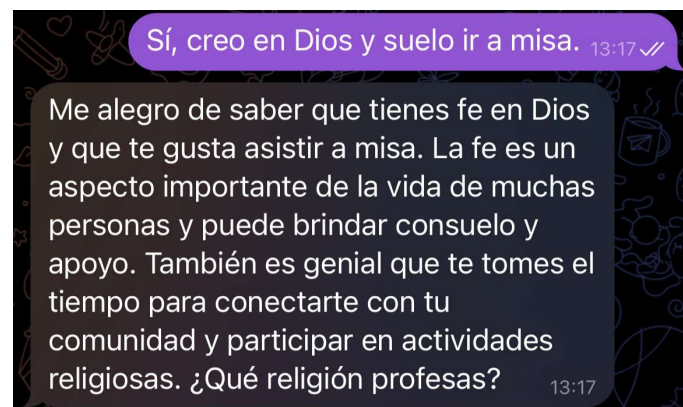 Sí, creo en Dios y suelo ir a misa. 13:17
Me alegro de saber que tienes fe en Dios
y que te gusta asistir a misa. La fe es un
aspecto importante de la vida de muchas
personas y puede brindar consuelo y
apoyo. También es genial que te tomes el
tiempo para conectarte con tu
comunidad y participar en actividades
religiosas. ¿Qué religión profesas? 13:17